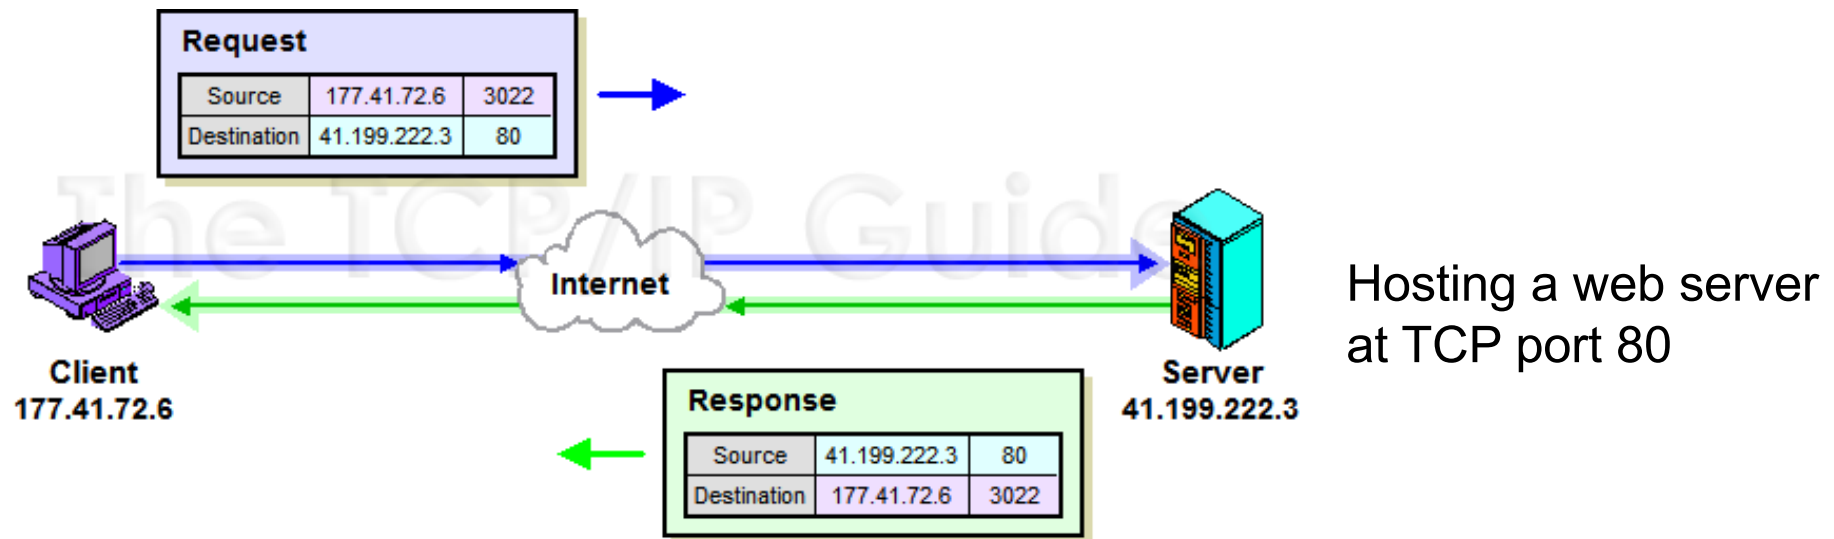 Request
Source 177.41.72.6 3022
Destination 41.199.222.3 80
The TCP/IP Guide
Internet
Client
177.41.72.6
Server
41.199.222.3
Hosting a web server
at TCP port 80
Response
Source 41.199.222.3 80
Destination 177.41.72.6 3022